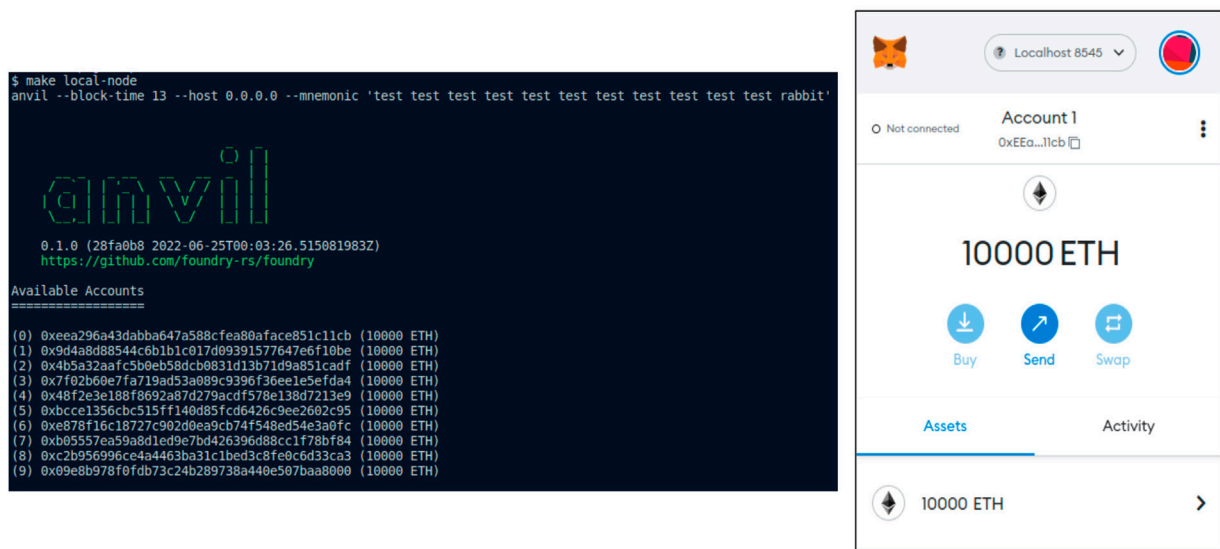 $ make local-node
anvil --block-time 13 --host 0.0.0.0 --mnemonic 'test test test test test test test test test test test rabbit'
anvil
0.1.0 (28fa0b8 2022-06-25T00:03:26.515081983Z)
https://github.com/foundry-rs/foundry
Available Accounts
==================
(0) 0xeea296a43dabba647a588cfea80aface851c11cb (10000 ETH)
(1) 0x9d4a8d88544c6b1b1c017d09391577647e6f10be (10000 ETH)
(2) 0x4b5a32aafc5b0eb58dcb0831d13b71d9a851cadf (10000 ETH)
(3) 0x7f02b60e7fa719ad53a089c9396f36ee1e5efda4 (10000 ETH)
(4) 0x48f2e3e188f8692a87d279acdf578e138d7213e9 (10000 ETH)
(5) 0xbcce1356cbc515ff140d85fcd6426c9ee2602c95 (10000 ETH)
(6) 0xe878f16c18727c902d0ea9cb74f548ed54e3a0fc (10000 ETH)
(7) 0xb05557ea59a8d1ed9e7bd426396d88cc1f78bf84 (10000 ETH)
(8) 0xc2b956996ce4a4463ba31c1bed3c8fe0c6d33ca3 (10000 ETH)
(9) 0x09e8b978f0fdb73c24b289738a440e507baa8000 (10000 ETH)
? Localhost 8545
Not connected
Account 1
0xEEa...11cb
10000 ETH
Buy
Send
Swap
Assets
Activity
10000 ETH